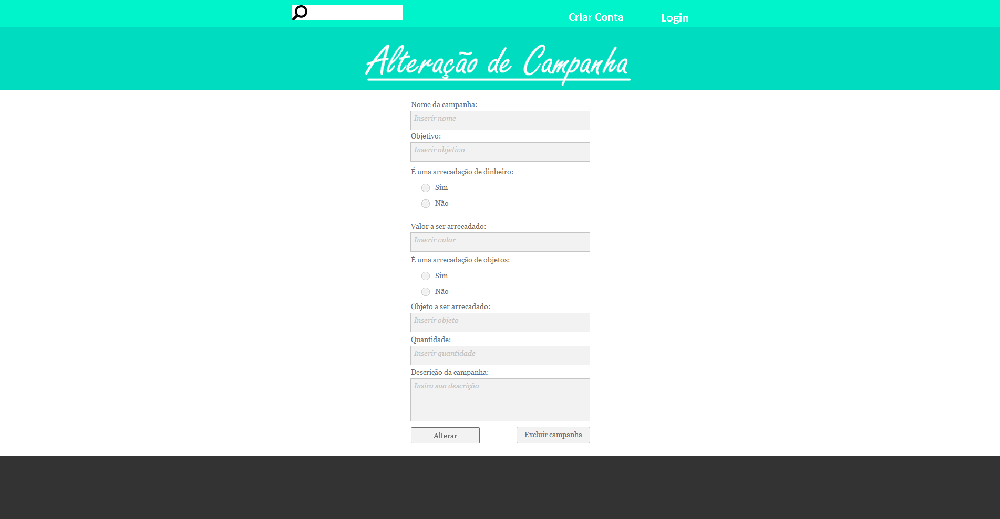 Criar Conta
Login
Alteração de Campanha
Nome da campanha:
Inserir nome
Objetivo:
Inserir objetivo
É uma arrecadação de dinheiro:
Sim
Não
Valor a ser arrecadado:
Inserir valor
É uma arrecadação de objetos:
Sim
Não
Objeto a ser arrecadado:
Inserir objeto
Quantidade:
Inserir quantidade
Descrição da campanha:
Insira sua descrição
Alterar
Excluir campanha